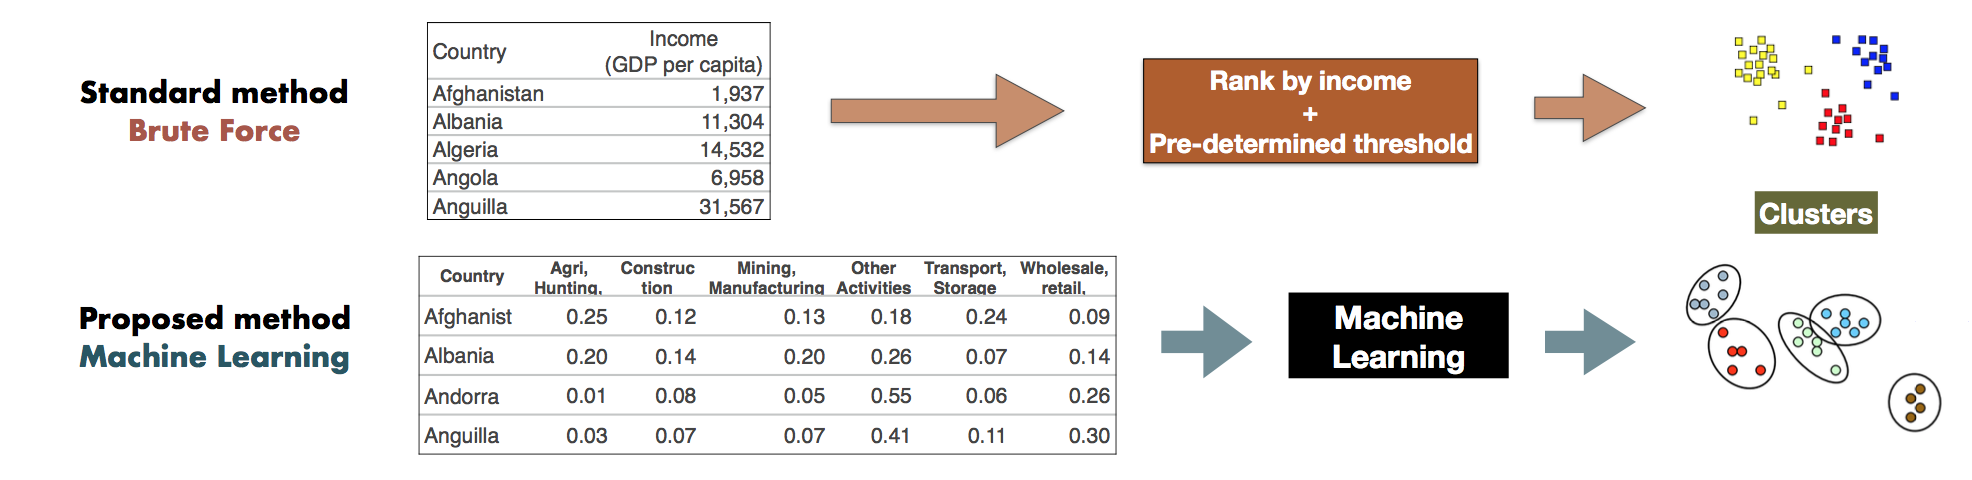 Standard method
Brute Force
Country Income
(GDP per capita)
Afghanistan 1,937
Albania 11,304
Algeria 14,532
Angola 6,958
Anguilla 31,567
Rank by income
+
Pre-determined threshold
Clusters
Proposed method
Machine Learning
Country Agri, Construc Mining, Other Transport, Wholesale,
Hunting, tion Manufacturing Activities Storage retail,
Afghanist 0.25 0.12 0.13 0.18 0.24 0.09
Albania 0.20 0.14 0.20 0.26 0.07 0.14
Andorra 0.01 0.08 0.05 0.55 0.06 0.26
Anguilla 0.03 0.07 0.07 0.41 0.11 0.30
Machine
Learning